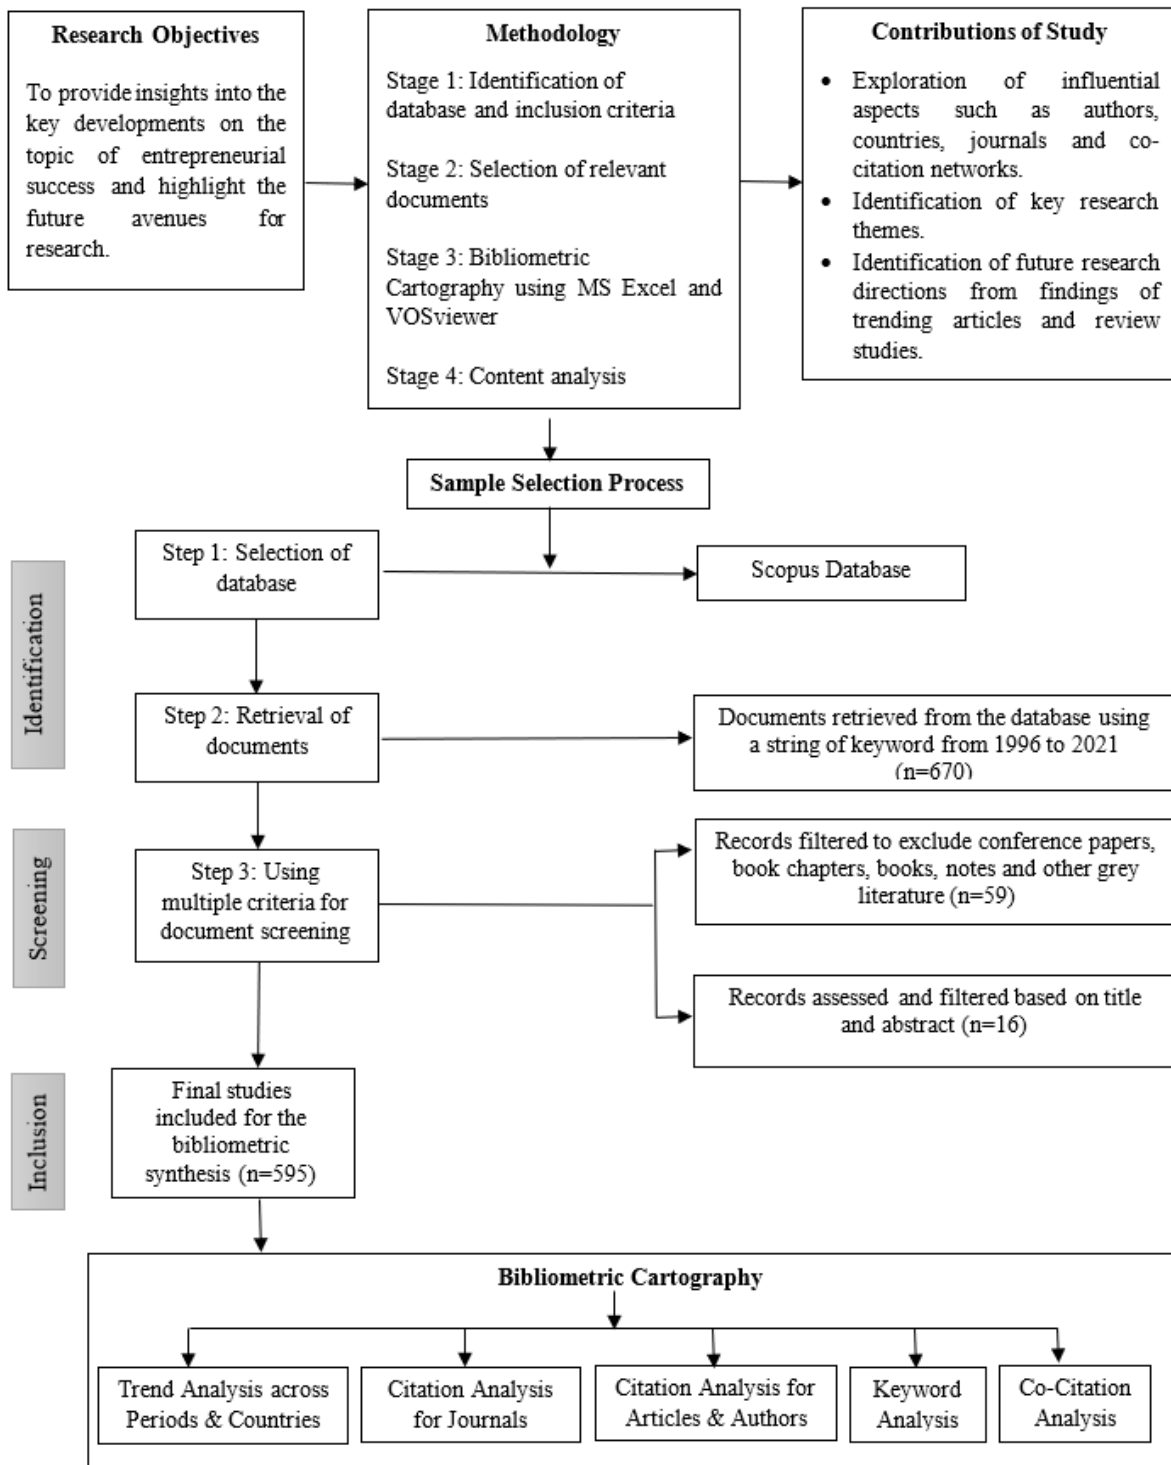 Research Objectives
To provide insights into the
key developments on the
topic of entrepreneurial
success and highlight the
future avenues for
research.
Methodology
Stage 1: Identification of
database and inclusion criteria
Stage 2: Selection of relevant
documents
Stage 3: Bibliometric
Cartography using MS Excel and
VOSviewer
Stage 4: Content analysis
Contributions of Study
• Exploration of influential
aspects such as authors,
countries, journals and co-
citation networks.
• Identification of key research
themes.
• Identification of future research
directions from findings of
trending articles and review
studies.
Sample Selection Process
Identification
Step 1: Selection of
database
Scopus Database
Step 2: Retrieval of
documents
Documents retrieved from the database using
a string of keyword from 1996 to 2021
(n=670)
Screening
Step 3: Using
multiple criteria for
document screening
Records filtered to exclude conference papers,
book chapters, books, notes and other grey
literature (n=59)
Records assessed and filtered based on title
and abstract (n=16)
Inclusion
Final studies
included for the
bibliometric
synthesis (n=595)
Bibliometric Cartography
Trend Analysis across
Periods & Countries
Citation Analysis
for Journals
Citation Analysis for
Articles & Authors
Keyword
Analysis
Co-Citation
Analysis